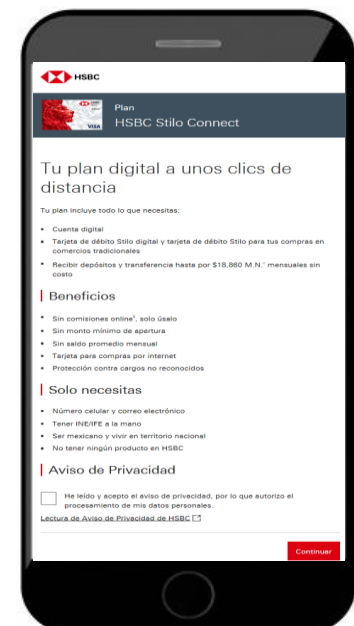 HSBC
VISA
Plan
HSBC Stilo Connect
Tu plan digital a unos clics de
distancia
Tu plan incluye todo lo que necesitas:
• Cuenta digital
• Tarjeta de débito Stilo digital y tarjeta de débito Stilo para tus compras en
comercios tradicionales
• Recibir depósitos y transferencia hasta por $18,860 M.N.¹ mensuales sin
costo
Beneficios
• Sin comisiones online², solo úsalo
• Sin monto mínimo de apertura
• Sin saldo promedio mensual
• Tarjeta para compras por internet
• Protección contra cargos no reconocidos
Solo necesitas
• Número celular y correo electrónico
• Tener INE/IFE a la mano
• Ser mexicano y vivir en territorio nacional
• No tener ningún producto en HSBC
Aviso de Privacidad
He leído y acepto el aviso de privacidad, por lo que autorizo el
procesamiento de mis datos personales.
Lectura de Aviso de Privacidad de HSBC
Continuar